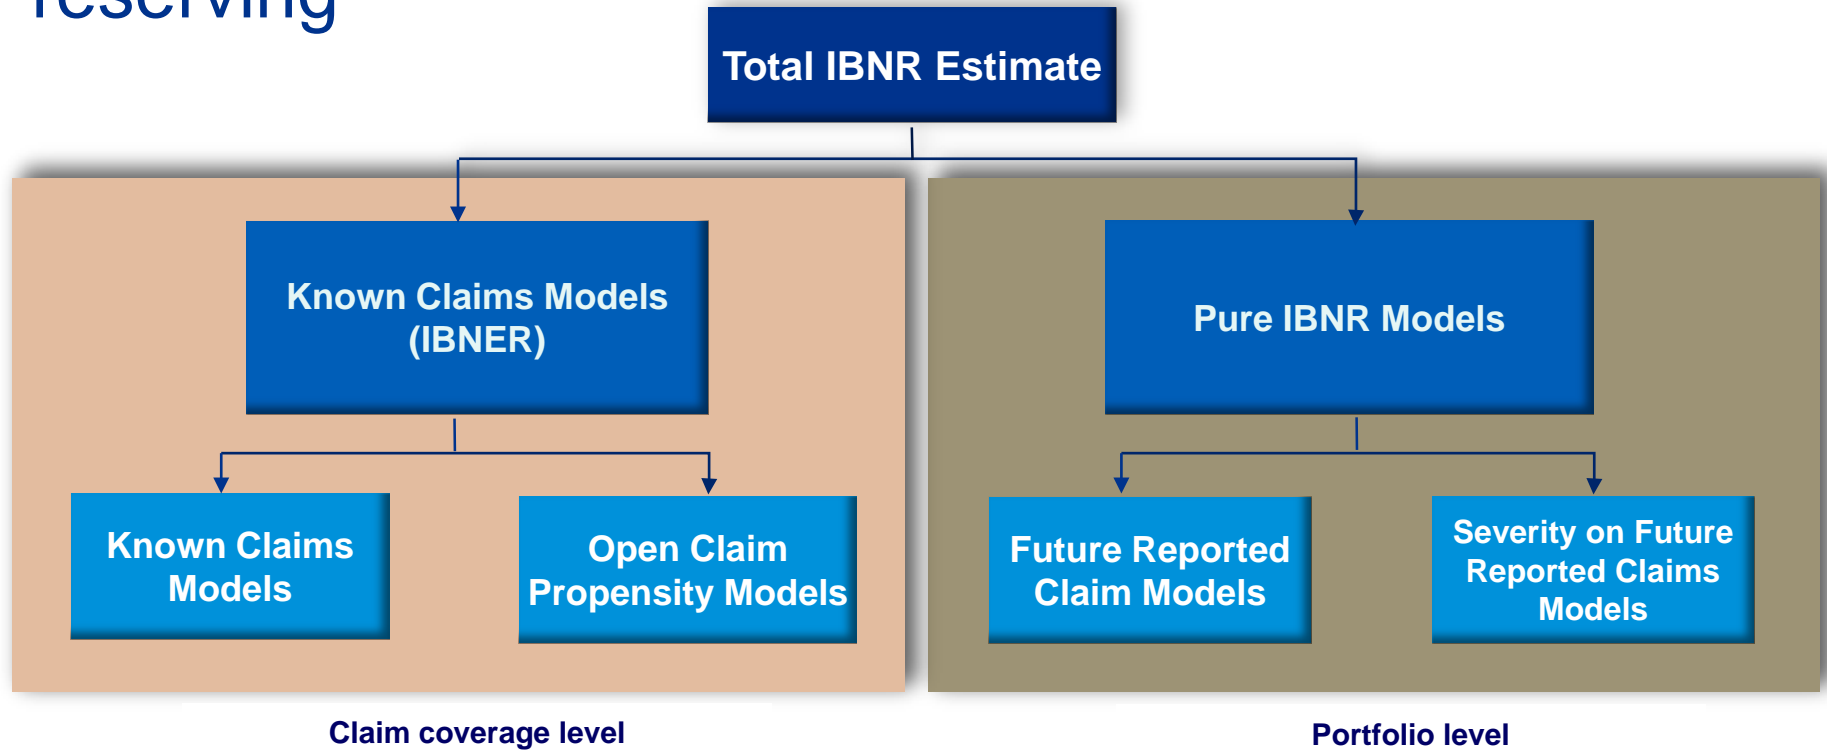 reserving
Total IBNR Estimate
Known Claims Models
(IBNER)
Pure IBNR Models
Known Claims
Models
Open Claim
Propensity Models
Future Reported
Claim Models
Severity on Future
Reported Claims
Models
Claim coverage level
Portfolio level